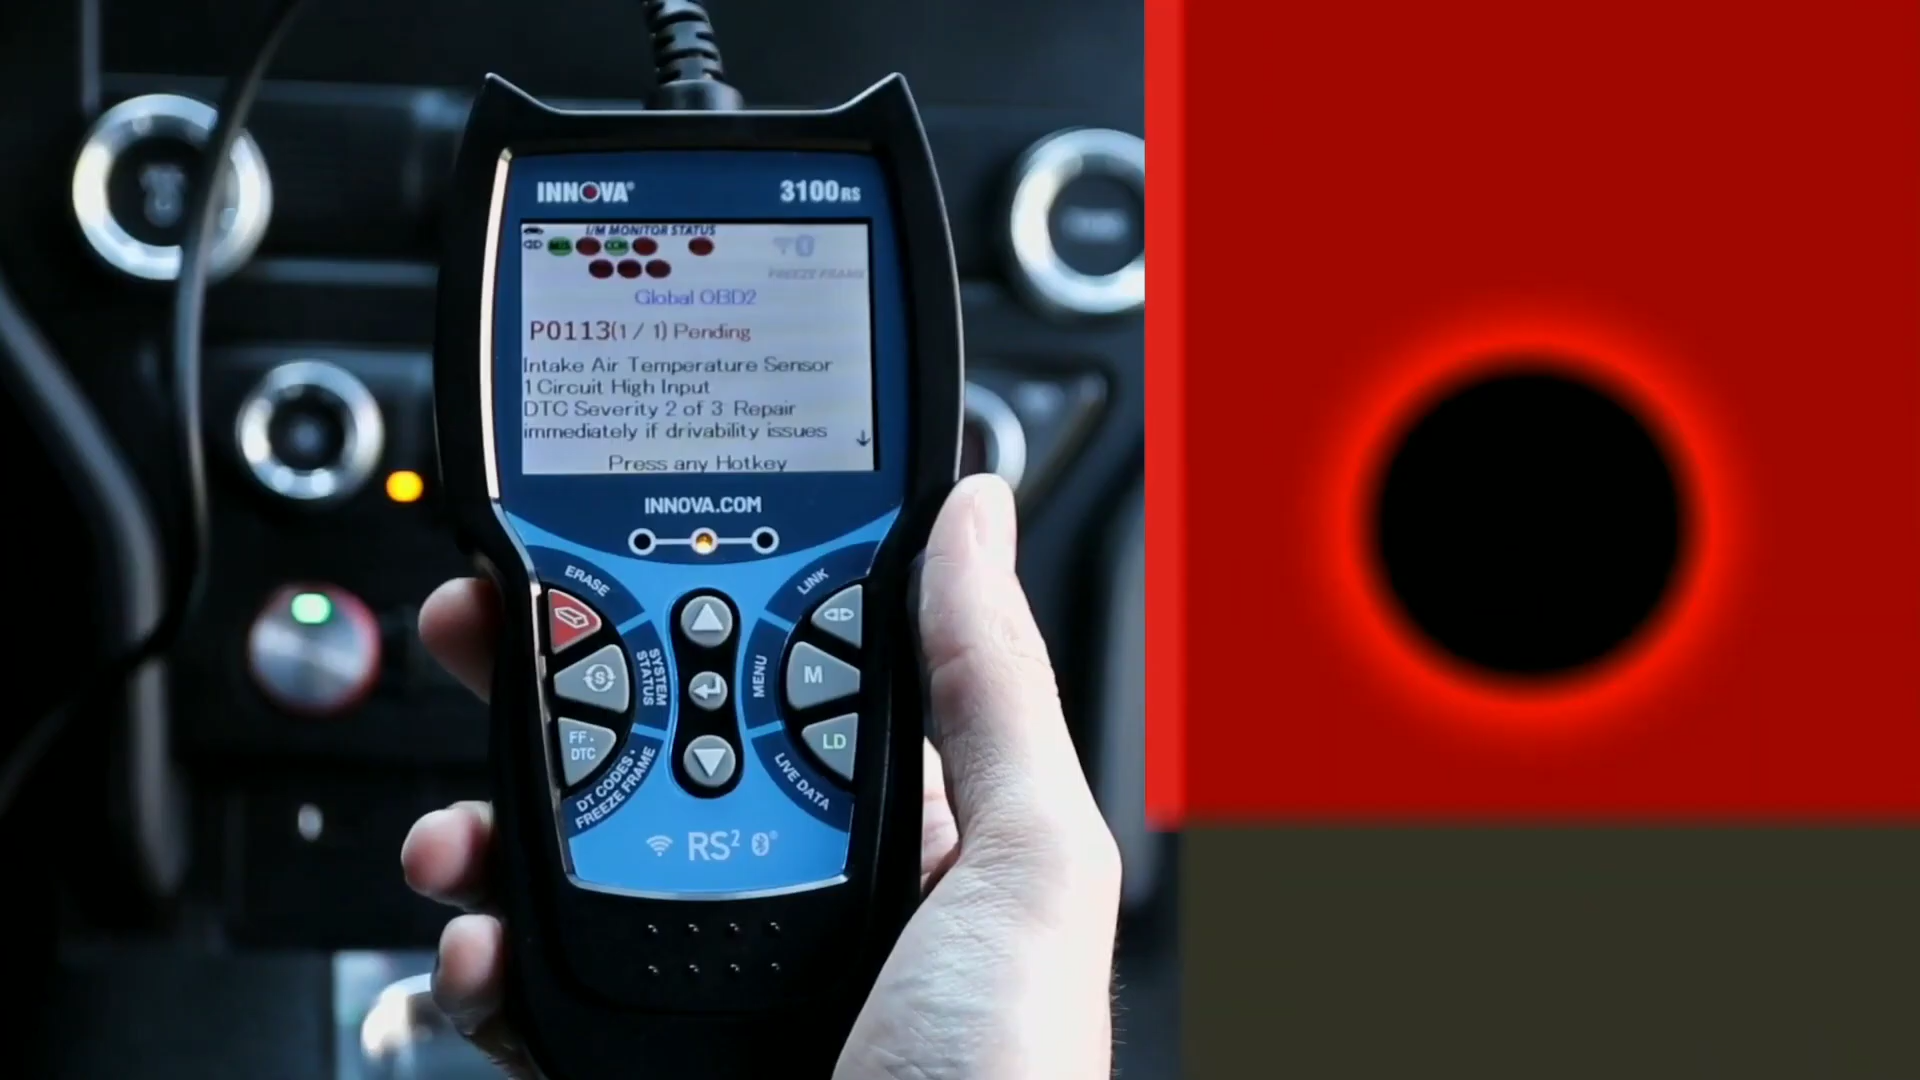 INNOVA®
3100RS
I/M MONITOR STATUS
MIS
CCM
FREEZE FRAME
Global OBD2
P0113(1 / 1) Pending
Intake Air Temperature Sensor
1 Circuit High Input
DTC Severity 2 of 3 Repair
immediately if drivability issues
Press any Hotkey
INNOVA.COM
ERASE
LINK
S
SYSTEM STATUS
MENU
M
FF•
DTC
LD
DT CODES•
FREEZE FRAME
LIVE DATA
RS²